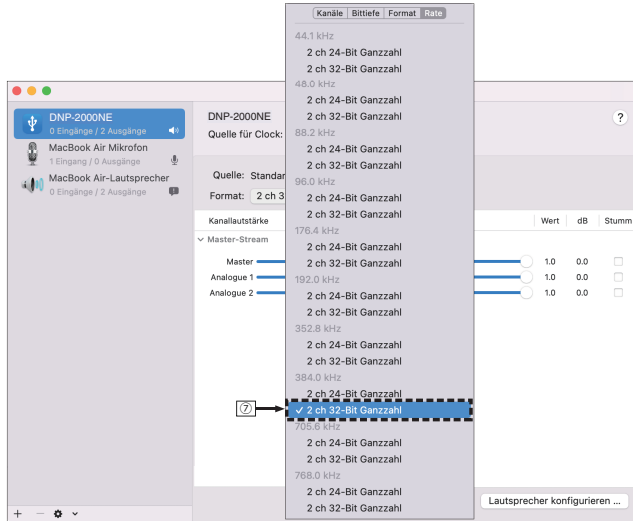 Kanäle Bittiefe Format Rate
44.1 kHz
2 ch 24-Bit Ganzzahl
2 ch 32-Bit Ganzzahl
48.0 kHz
2 ch 24-Bit Ganzzahl
2 ch 32-Bit Ganzzahl
88.2 kHz
2 ch 24-Bit Ganzzahl
2 ch 32-Bit Ganzzahl
96.0 kHz
2 ch 24-Bit Ganzzahl
2 ch 32-Bit Ganzzahl
176.4 kHz
2 ch 24-Bit Ganzzahl
2 ch 32-Bit Ganzzahl
192.0 kHz
2 ch 24-Bit Ganzzahl
2 ch 32-Bit Ganzzahl
352.8 kHz
2 ch 24-Bit Ganzzahl
2 ch 32-Bit Ganzzahl
384.0 kHz
2 ch 24-Bit Ganzzahl
⑦
✓ 2 ch 32-Bit Ganzzahl
705.6 kHz
2 ch 24-Bit Ganzzahl
2 ch 32-Bit Ganzzahl
768.0 kHz
2 ch 24-Bit Ganzzahl
2 ch 32-Bit Ganzzahl
DNP-2000NE
0 Eingänge / 2 Ausgänge
MacBook Air Mikrofon
1 Eingang / 0 Ausgänge
MacBook Air-Lautsprecher
0 Eingänge / 2 Ausgänge
DNP-2000NE
?
Quelle für Clock:
Quelle: Standar
Format: 2 ch 3
Kanallautstärke Wert dB Stumm
Master-Stream
Master 1.0 0.0
Analogue 1 1.0 0.0
Analogue 2 1.0 0.0
Lautsprecher konfigurieren ...